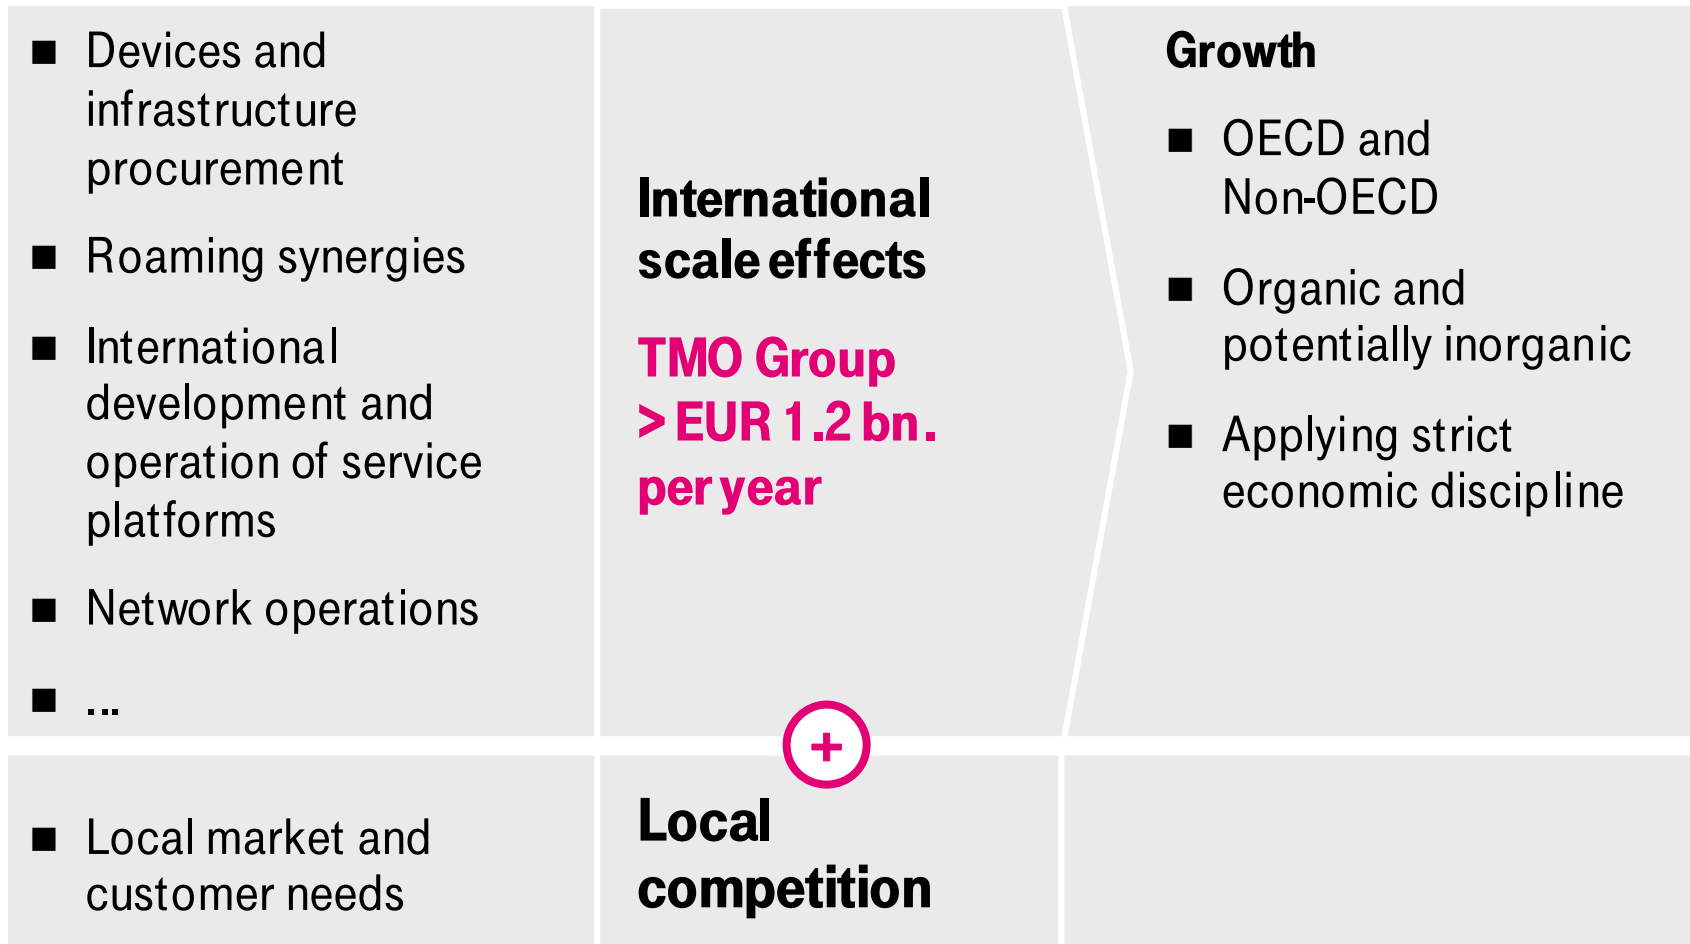 ■ Devices and
infrastructure
procurement
■ Roaming synergies
■ International
development and
operation of service
platforms
■ Network operations
■ ...
International
scale effects
TMO Group
> EUR 1.2 bn.
per year
Growth
■ OECD and
Non-OECD
■ Organic and
potentially inorganic
■ Applying strict
economic discipline
+
■ Local market and
customer needs
Local
competition